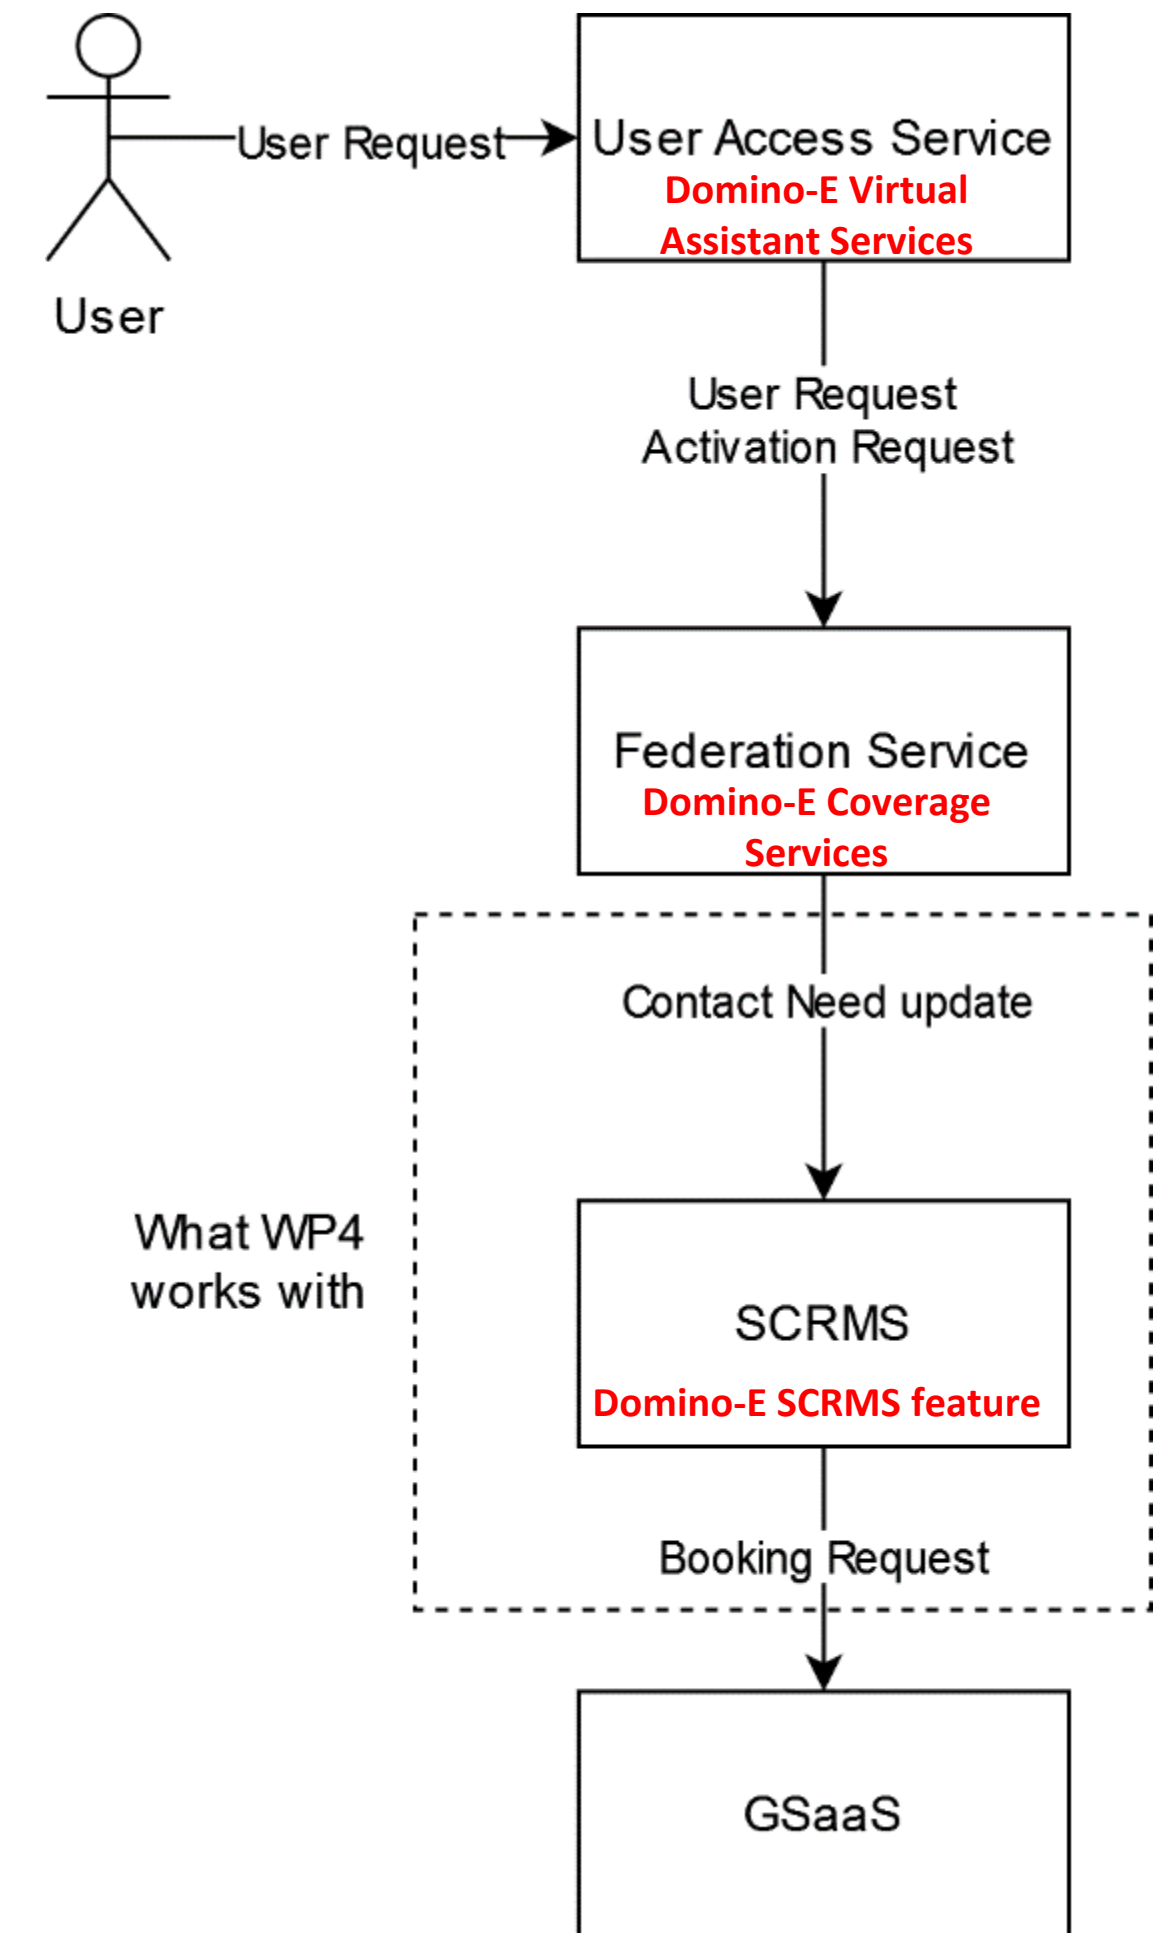 User Request
User Access Service
Domino-E Virtual
Assistant Services
User
User Request
Activation Request
Federation Service
Domino-E Coverage
Services
Contact Need update
What WP4
works with
SCRMS
Domino-E SCRMS feature
Booking Request
GSaaS